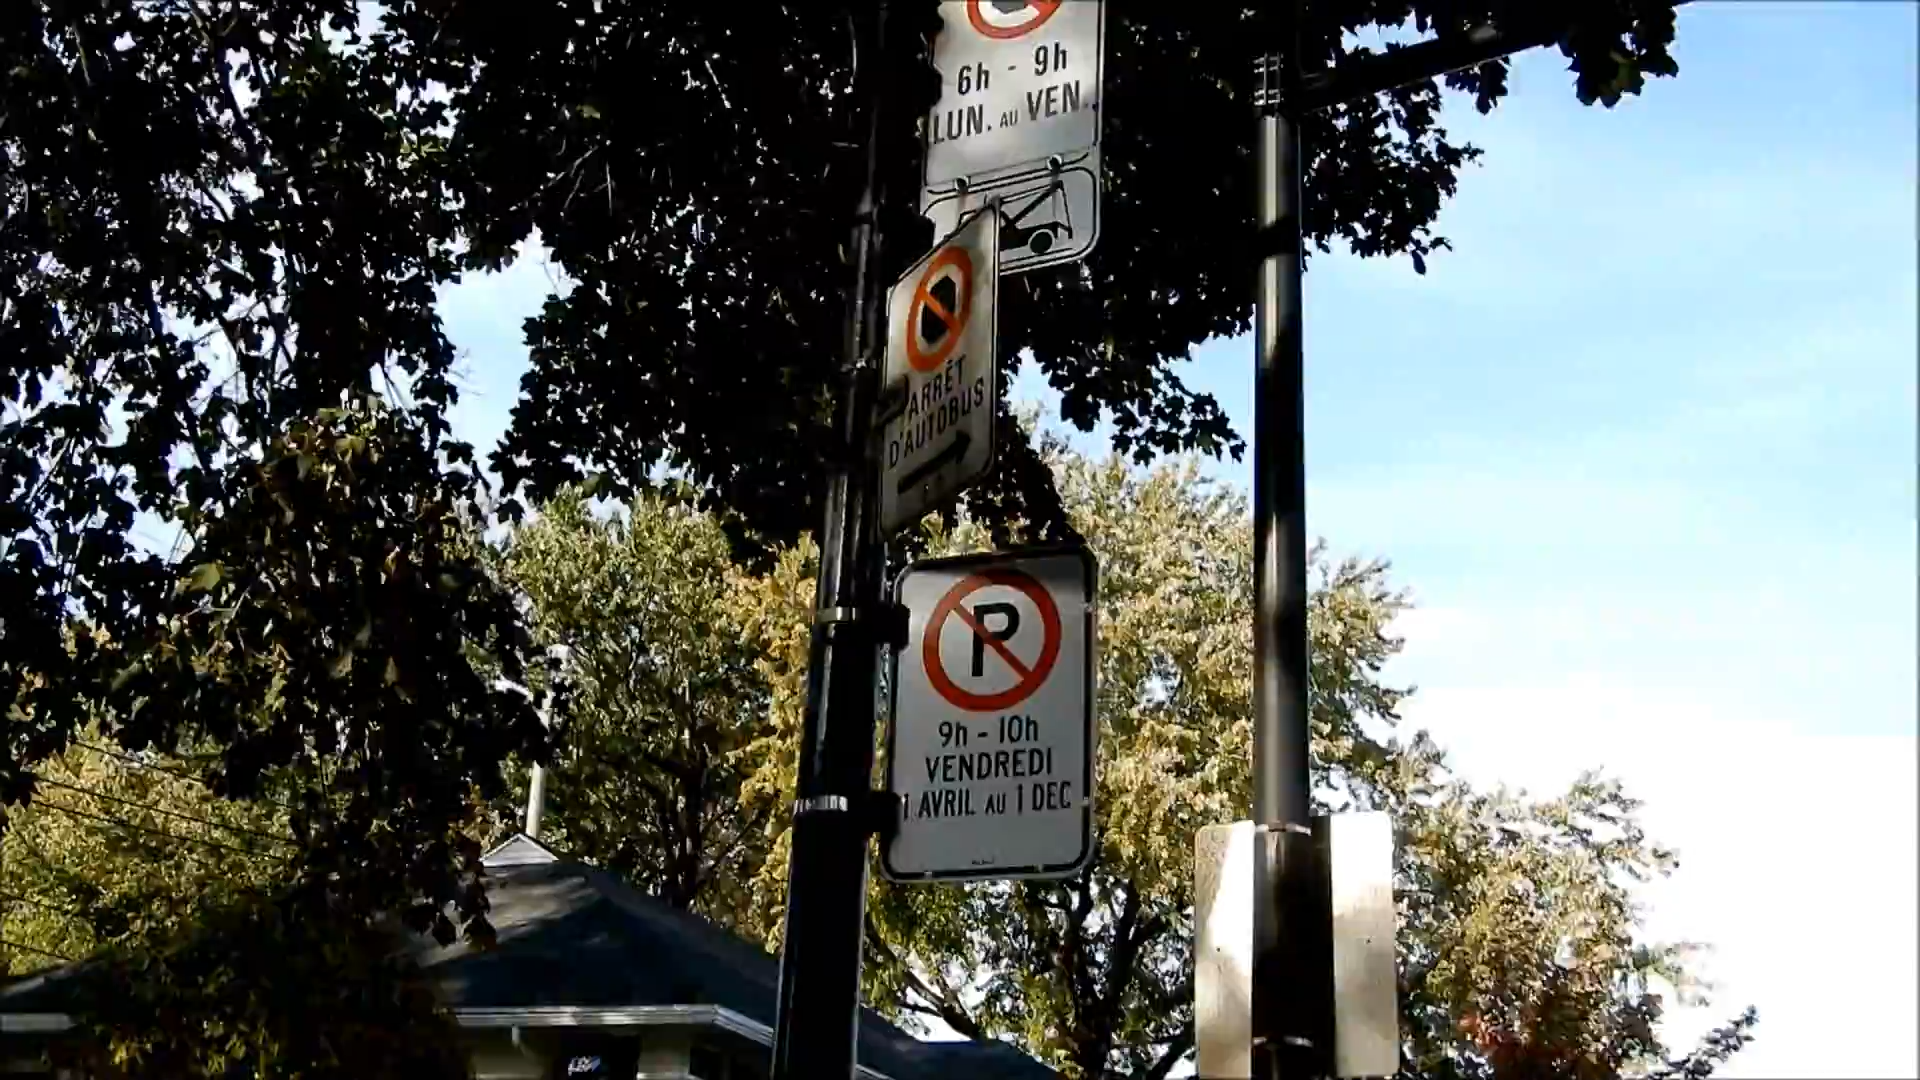 6h - 9h
LUN. AU VEN.
ARRÊT
D'AUTOBUS
P
9h - 10h
VENDREDI
1 AVRIL AU 1 DEC